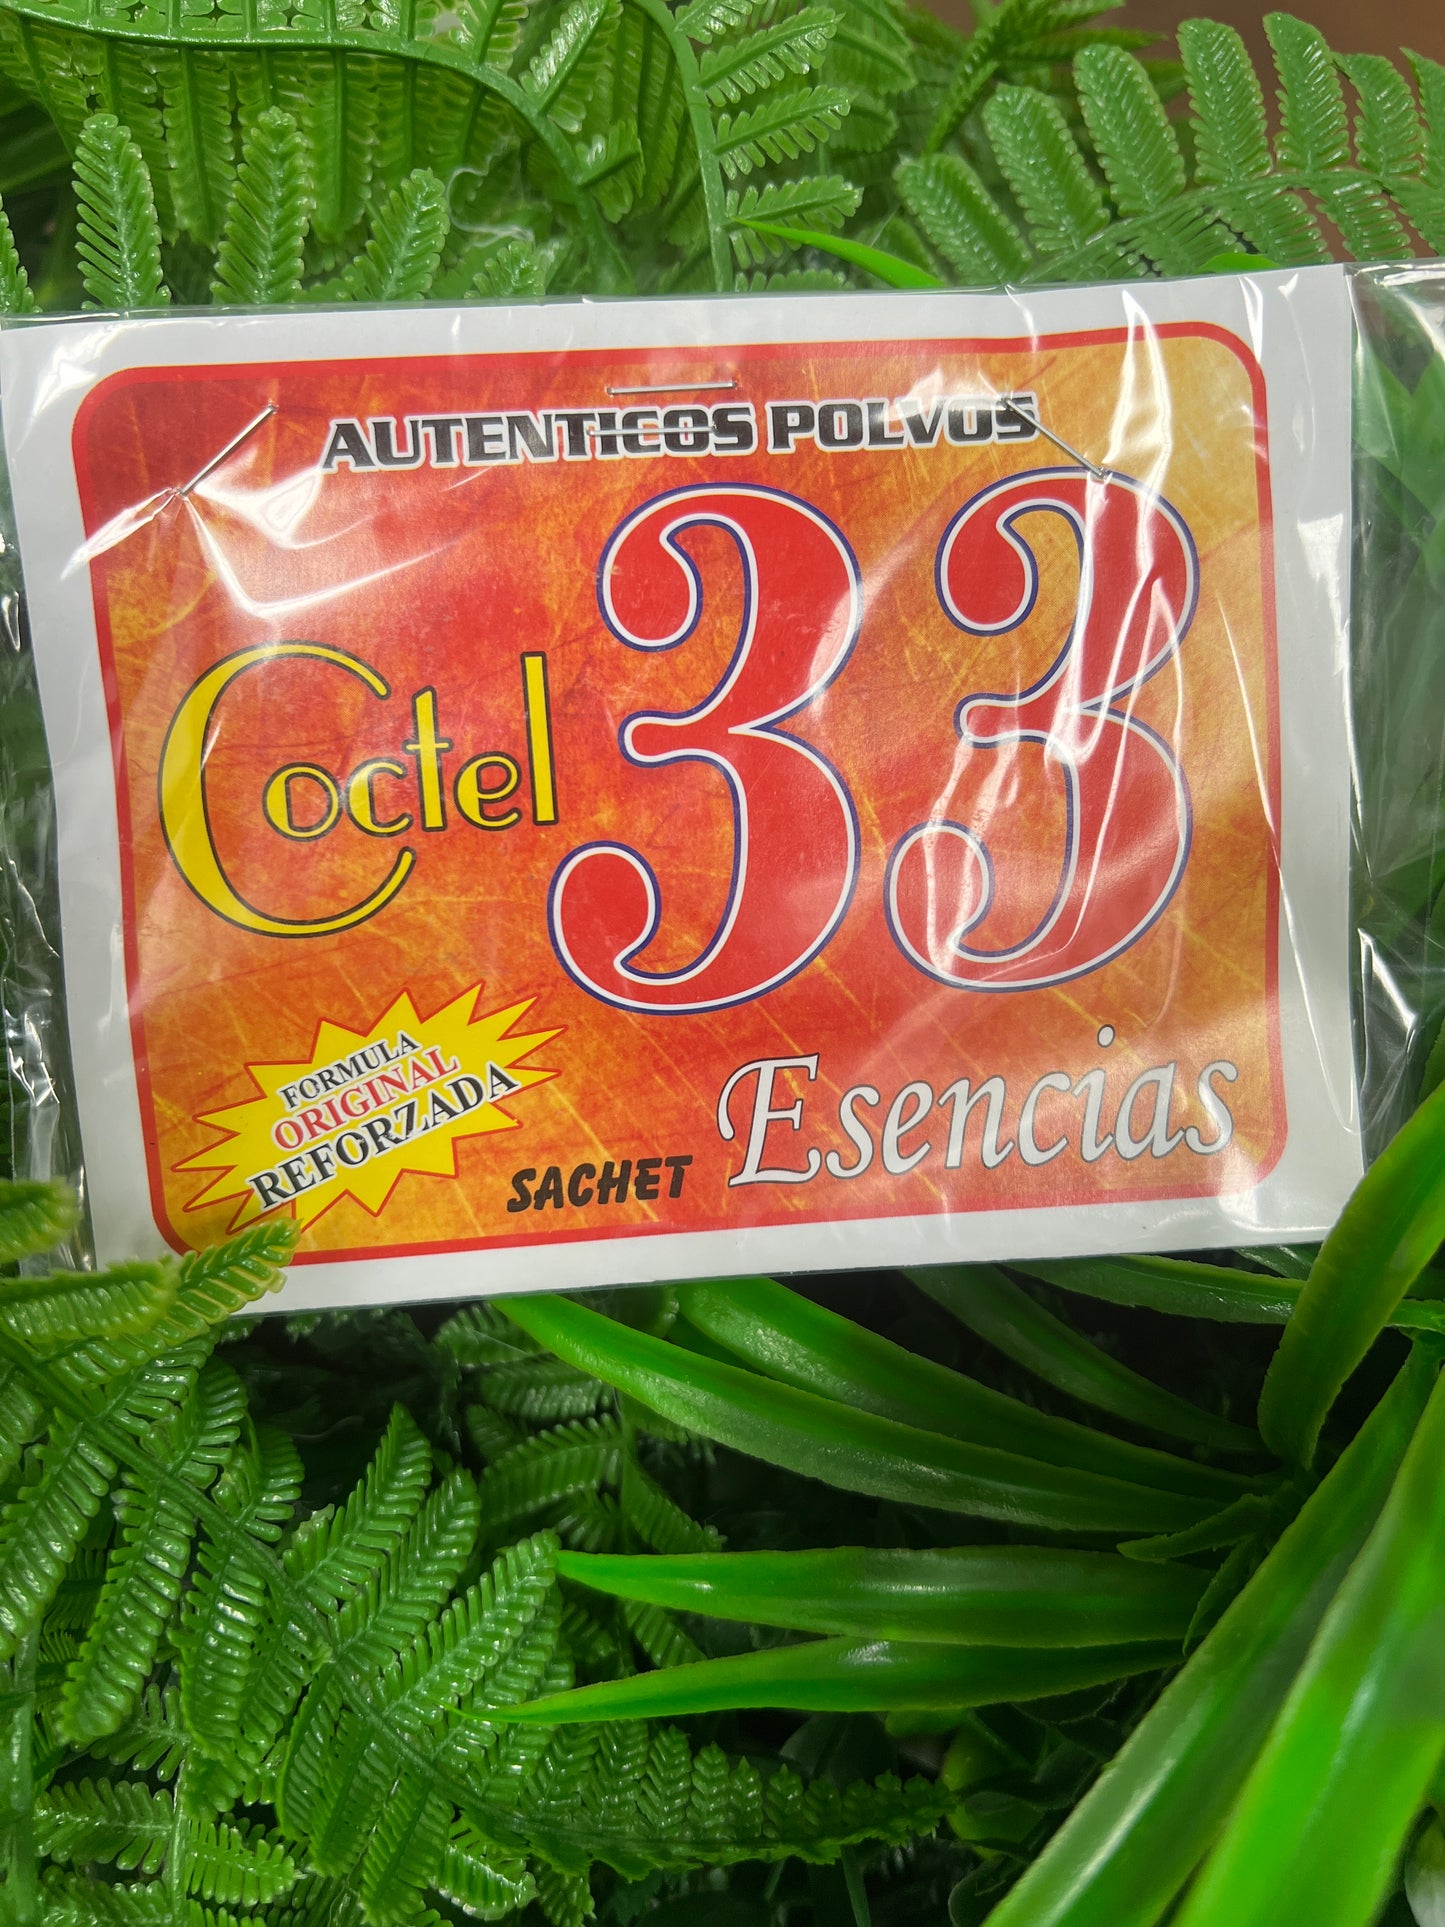 AUTENTICOS POLVOS
Coctel 33
FORMULA
ORIGINAL
REFORZADA
SACHET Esencias